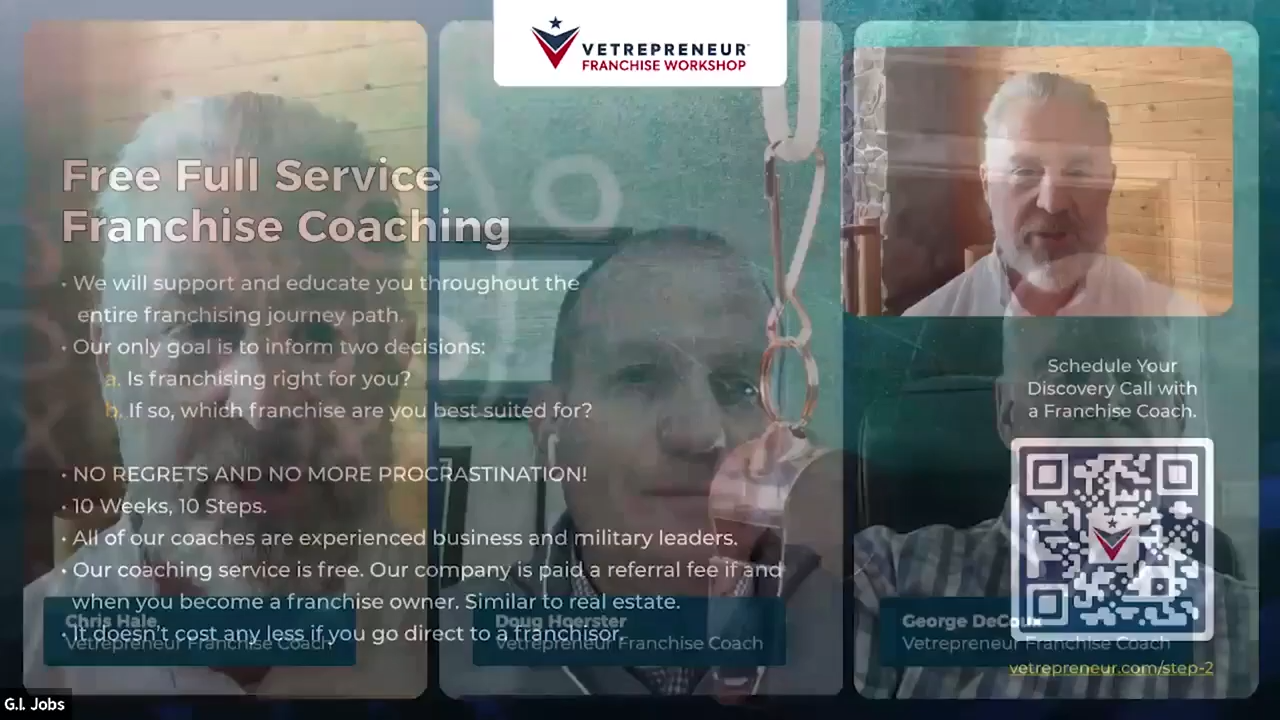 VETREPRENEUR
FRANCHISE WORKSHOP
Free Full Service
Franchise Coaching
• We will support and educate you throughout the
entire franchising journey path.
• Our only goal is to inform two decisions:
a. Is franchising right for you?
b. If so, which franchise are you best suited for?
• NO REGRETS AND NO MORE PROCRASTINATION!
• 10 Weeks, 10 Steps.
• All of our coaches are experienced business and military leaders.
• Our coaching service is free. Our company is paid a referral fee if and
when you become a franchise owner. Similar to real estate.
• It doesn't cost any less if you go direct to a franchisor.
Schedule Your
Discovery Call with
a Franchise Coach.
vetrepreneur.com/step-2
Chris Hale
Vetrepreneur Franchise Coach
Doug Hoerster
Vetrepreneur Franchise Coach
George DeCoux
Vetrepreneur Franchise Coach
G.I. Jobs